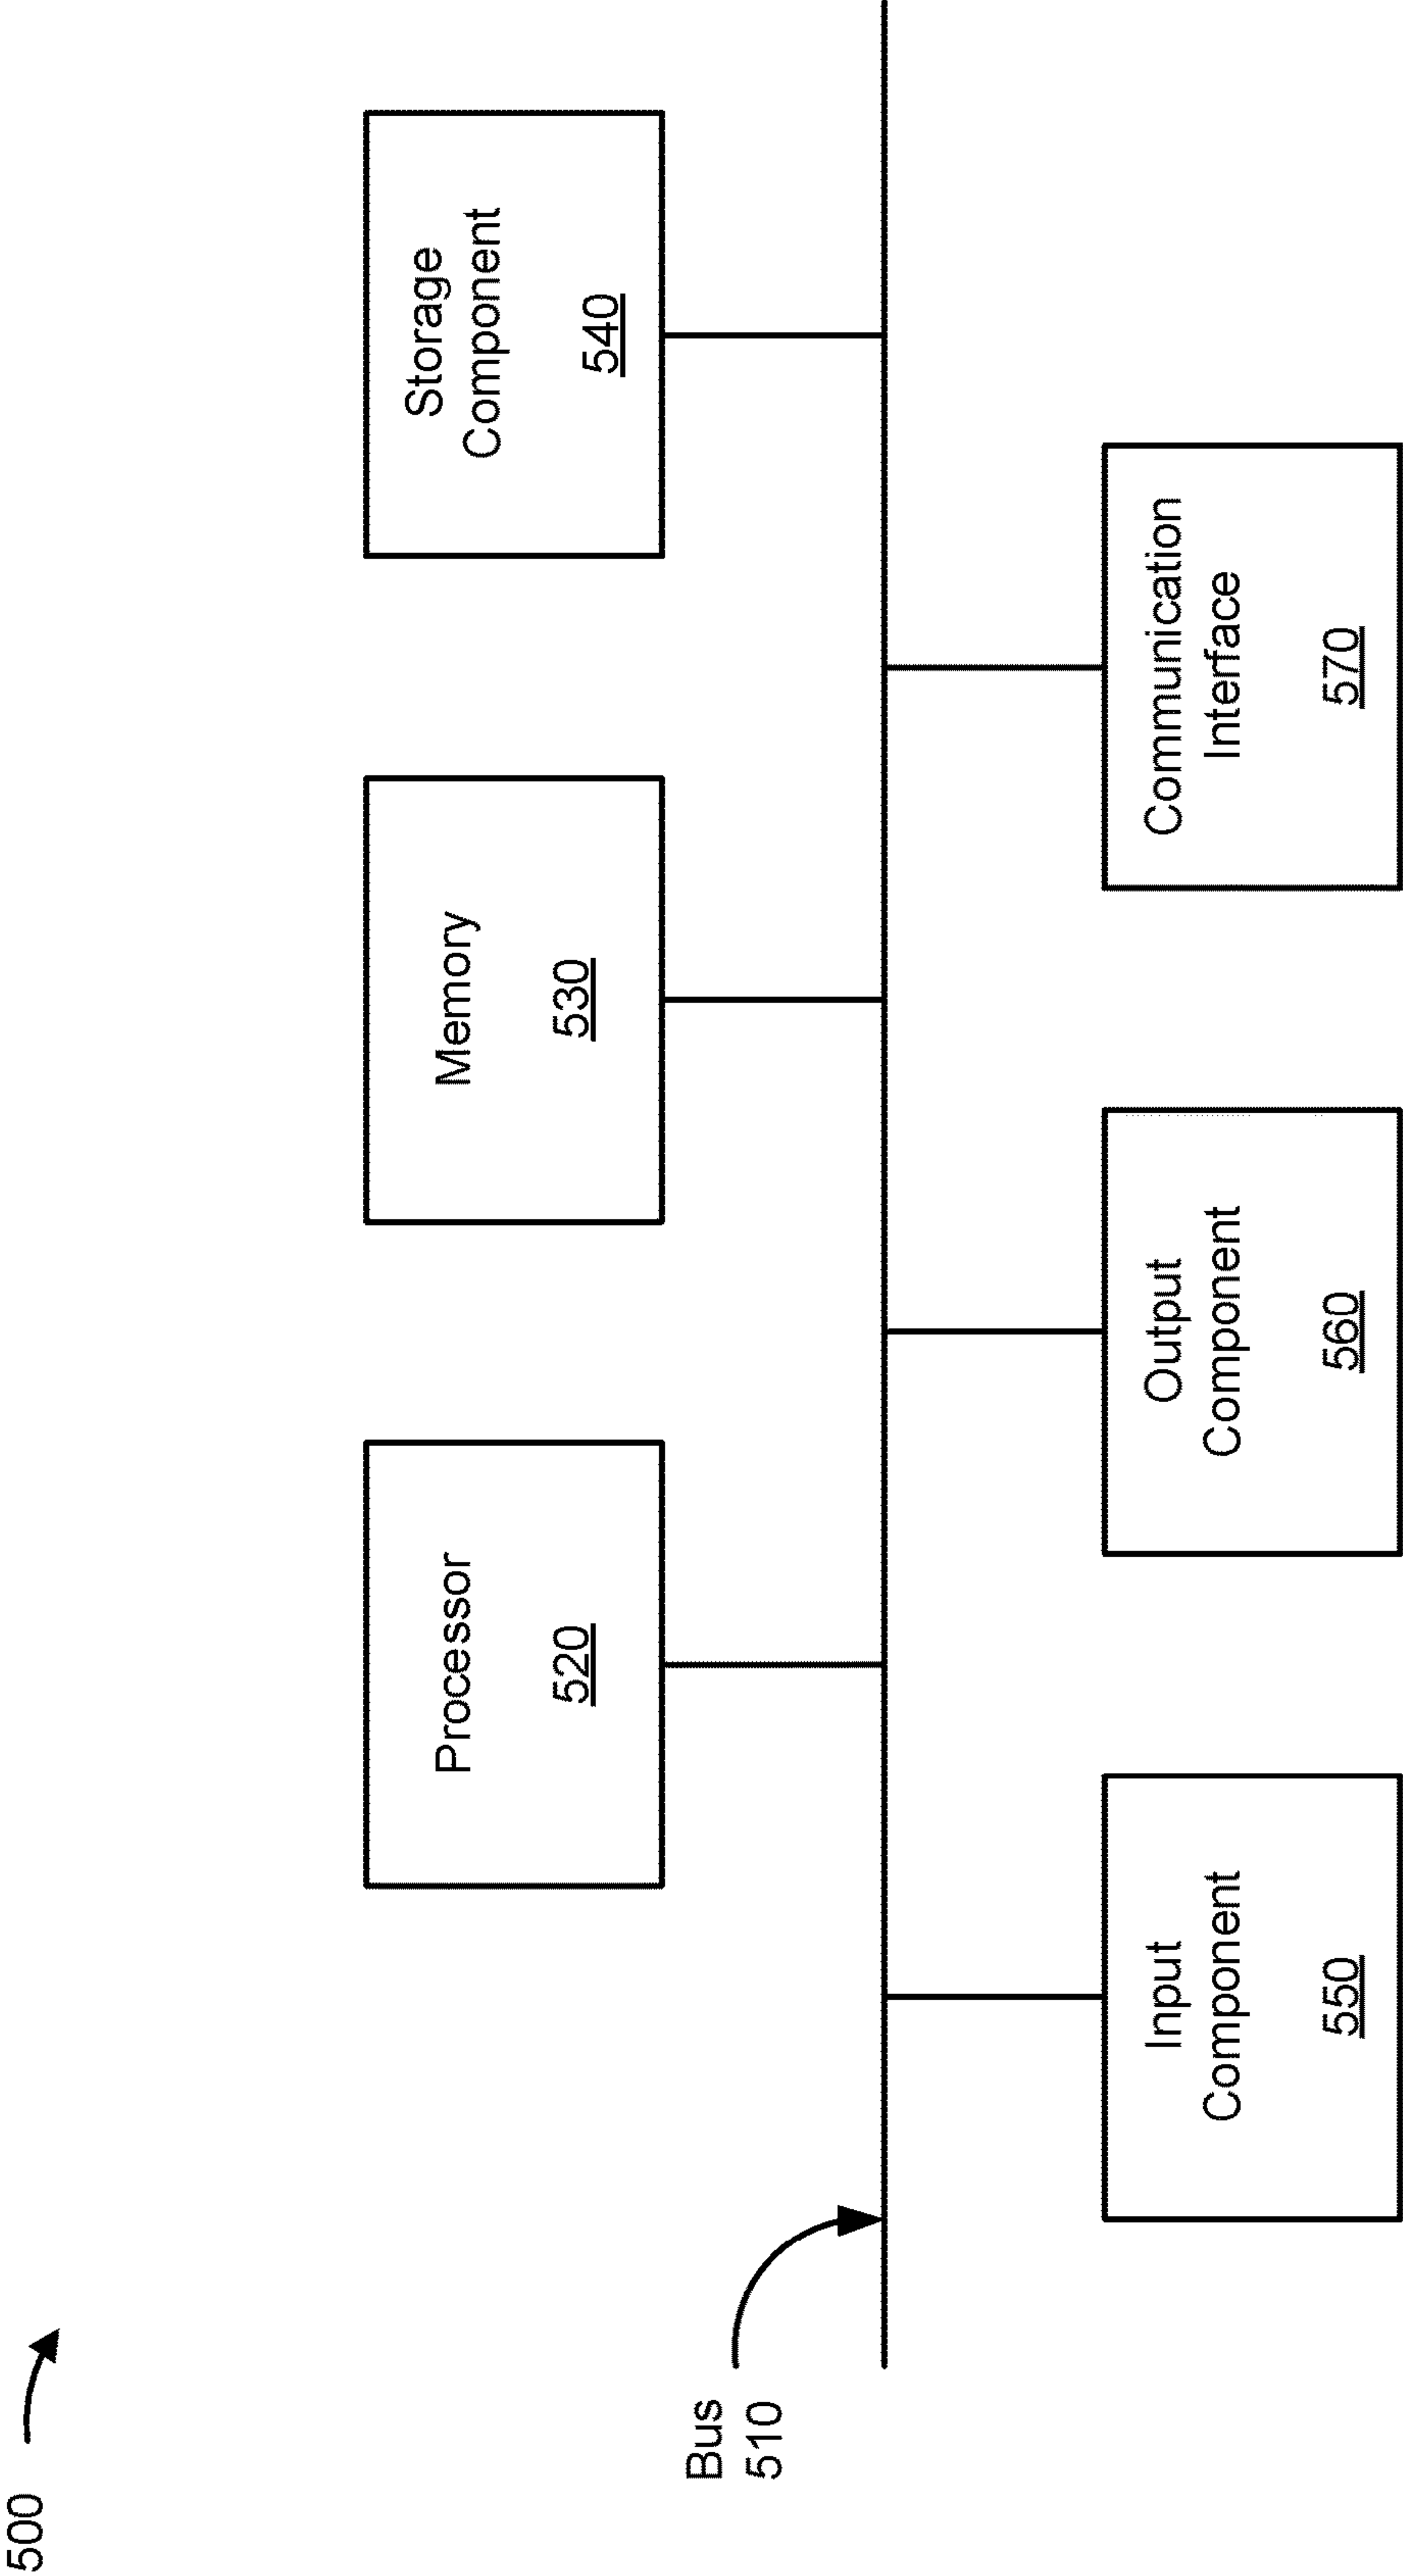 500
Processor
520
Memory
530
Storage
Component
540
Bus
510
Input
Component
550
Output
Component
560
Communication
Interface
570